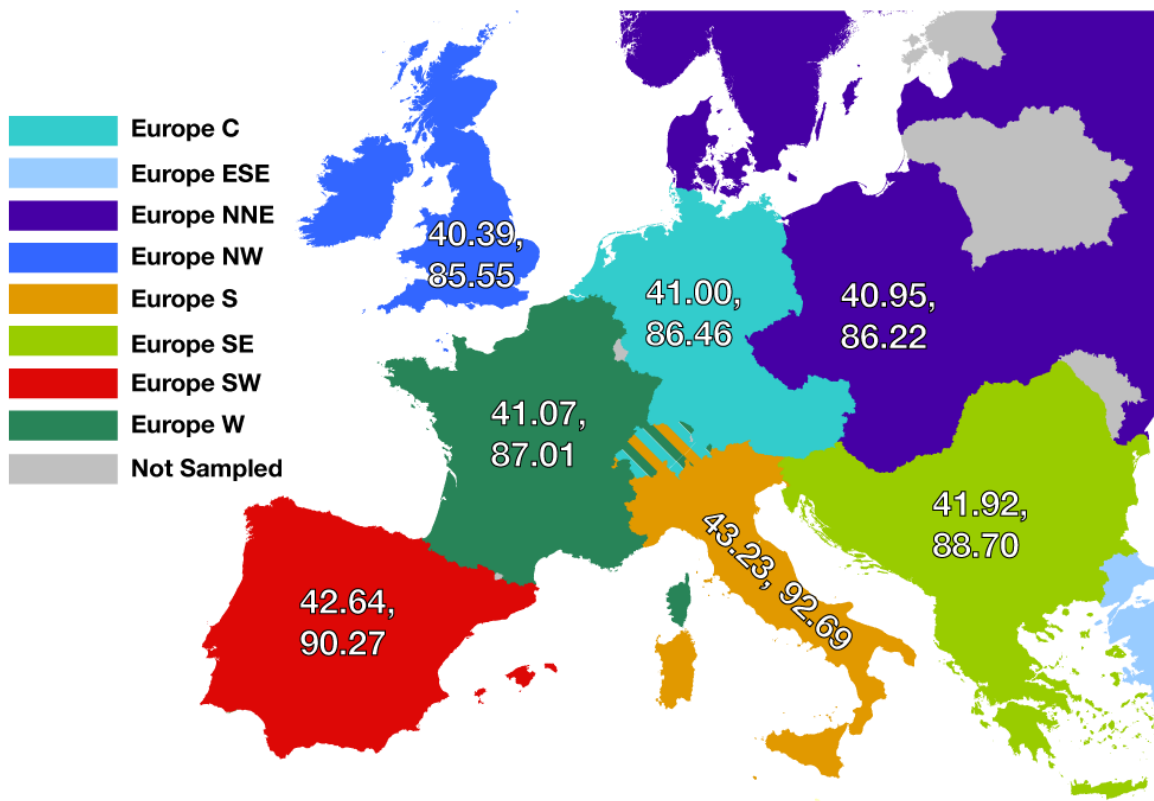 Europe C
Europe ESE
Europe NNE
Europe NW
Europe S
Europe SE
Europe SW
Europe W
Not Sampled
40.39,
85.55
41.00,
86.46
40.95,
86.22
41.07,
87.01
41.92,
88.70
43.23, 92.69
42.64,
90.27